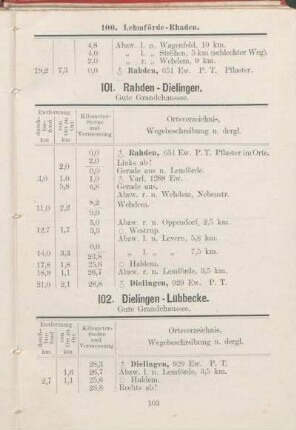 100. Lemförde-Rhaden.
4,8 Abzw. l. n. Wagenfeld, 10 km.
4,0 „ l. „ Stelßen, 5 km (schlechter Weg).
2,0 „ r. „ Wehdem, 9 km.
19,2 7,3 0,0 Rahden, 651 Ew. P. T. Pflaster.
101. Rahden-Dielingen.
Gute Grandchaussee.
Entfernung
Kilometer-Steine und Vermessung
Ortsverzeichnis,
Wegebeschreibung u. dergl.
km km
0,0 Rahden, 651 Ew. P. T. Pflaster im Orte.
2,0 2,0 Links ab!
0,0 Gerade aus n. Lemförde.
3,0 1,0 1,0 Varl, 1288 Ew.
5,8 6,8 Gerade aus,
Abzw. r. n. Wehdem, Nebenstr.
11,0 2,2 Wehdem.
9,2
5,0 Abzw. r. n. Oppendorf, 2,5 km.
12,7 1,7 3,3 Westrup.
Abzw. l. n. Levern, 5,8 km.
14,0 3,3 „ l. „ „ 7,5 km.
23,8
17,8 1,8 25,6 Haldem.
18,9 1,1 26,7 Abzw. r. n. Lemförde, 3,5 km.
21,0 2,1 28,8 Dielingen, 929 Ew. P. T.
102. Dielingen-Lübbecke.
Gute Grandchaussee.
Entfernung
Kilometer-Steine und Vermessung
Ortsverzeichnis,
Wegebeschreibung u. dergl.
km km
28,3 Dielingen, 929 Ew. P. T.
1,6 26,7 Abzw. l. n. Lemförde, 3,5 km.
2,7 1,1 25,6 Haldem.
23,8 Rechts ab!
103